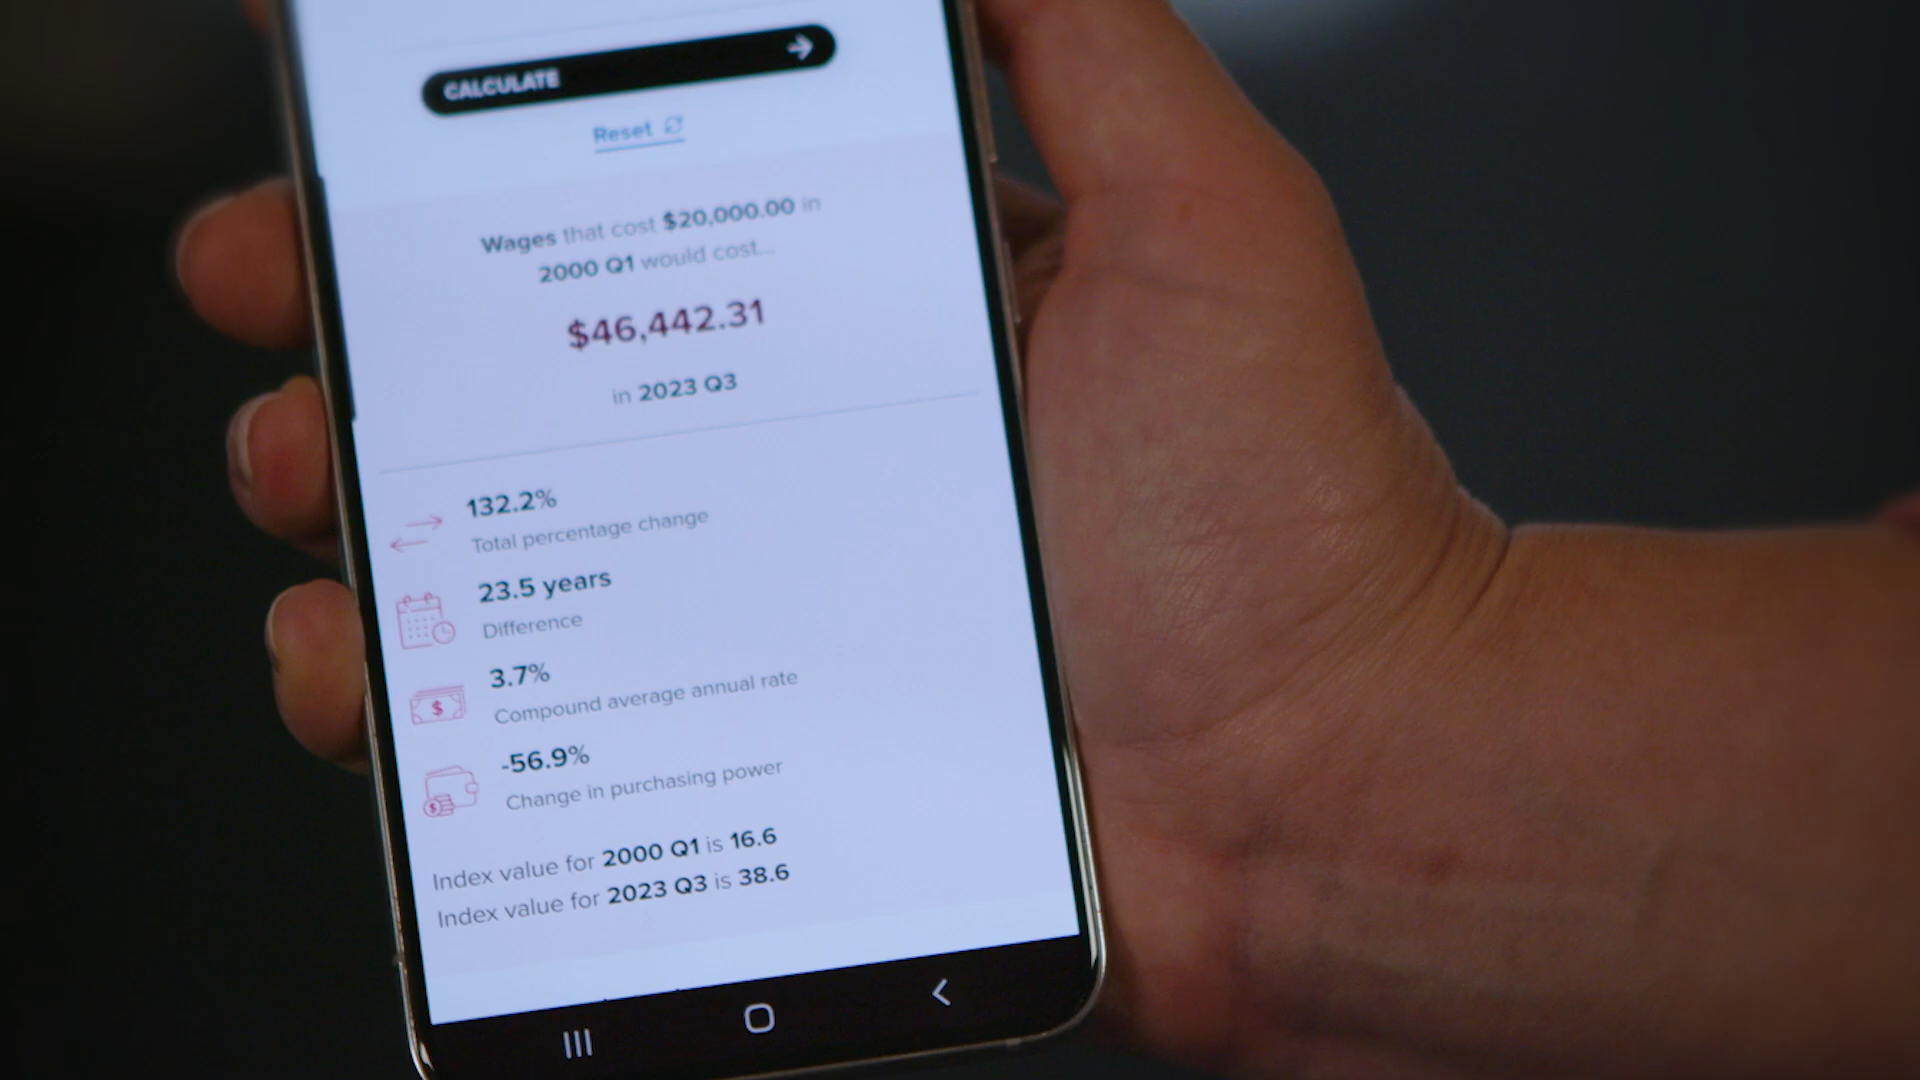 CALCULATE
Reset
Wages that cost $20,000.00 in
2000 Q1 would cost...
$46,442.31
in 2023 Q3
132.2%
Total percentage change
23.5 years
Difference
3.7%
Compound average annual rate
-56.9%
Change in purchasing power
Index value for 2000 Q1 is 16.6
Index value for 2023 Q3 is 38.6